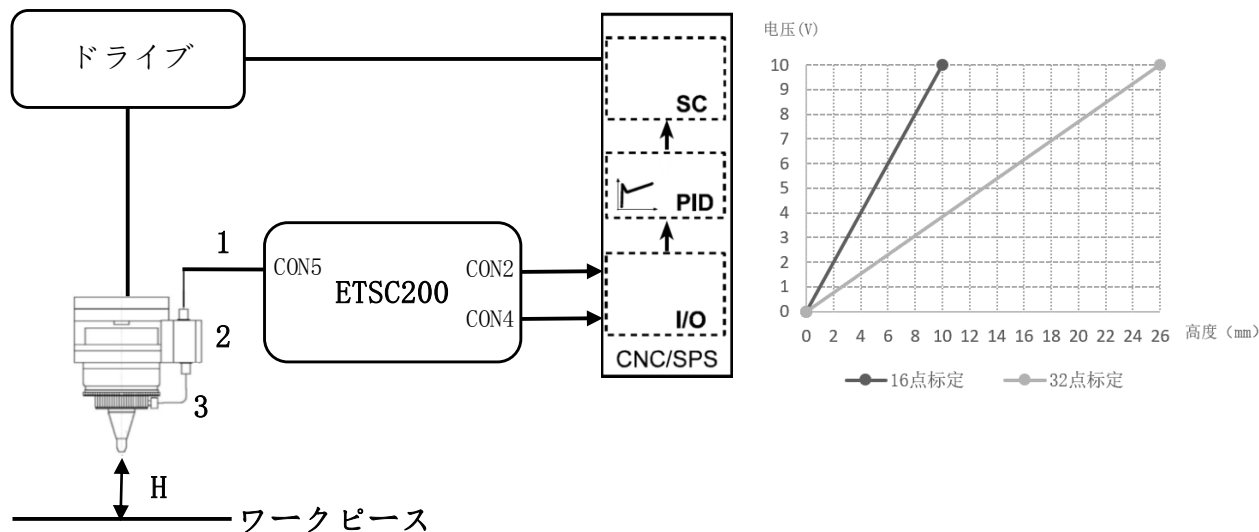 ドライブ
SC
PID
I/O
CNC/SPS
1
CON5
ETSC200
CON2
CON4
2
3
H
ワークピース
电压(V)
10
9
8
7
6
5
4
3
2
1
0
0 2 4 6 8 10 12 14 16 18 20 22 24 26
高度（mm）
16点标定 32点标定